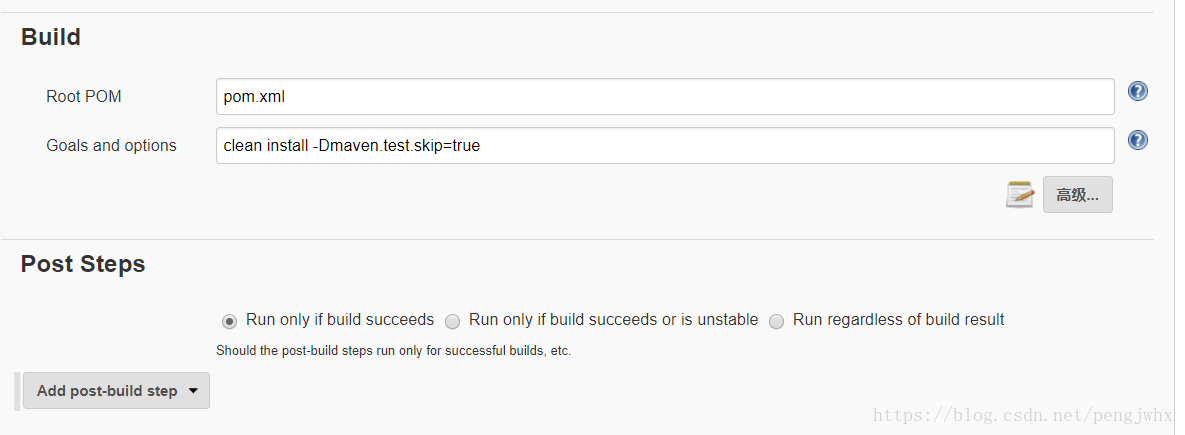 Build
Root POM
pom.xml
Goals and options
clean install -Dmaven.test.skip=true
高级...
Post Steps
Run only if build succeeds Run only if build succeeds or is unstable Run regardless of build result
Should the post-build steps run only for successful builds, etc.
Add post-build step
https://blog.csdn.net/pengjwhx